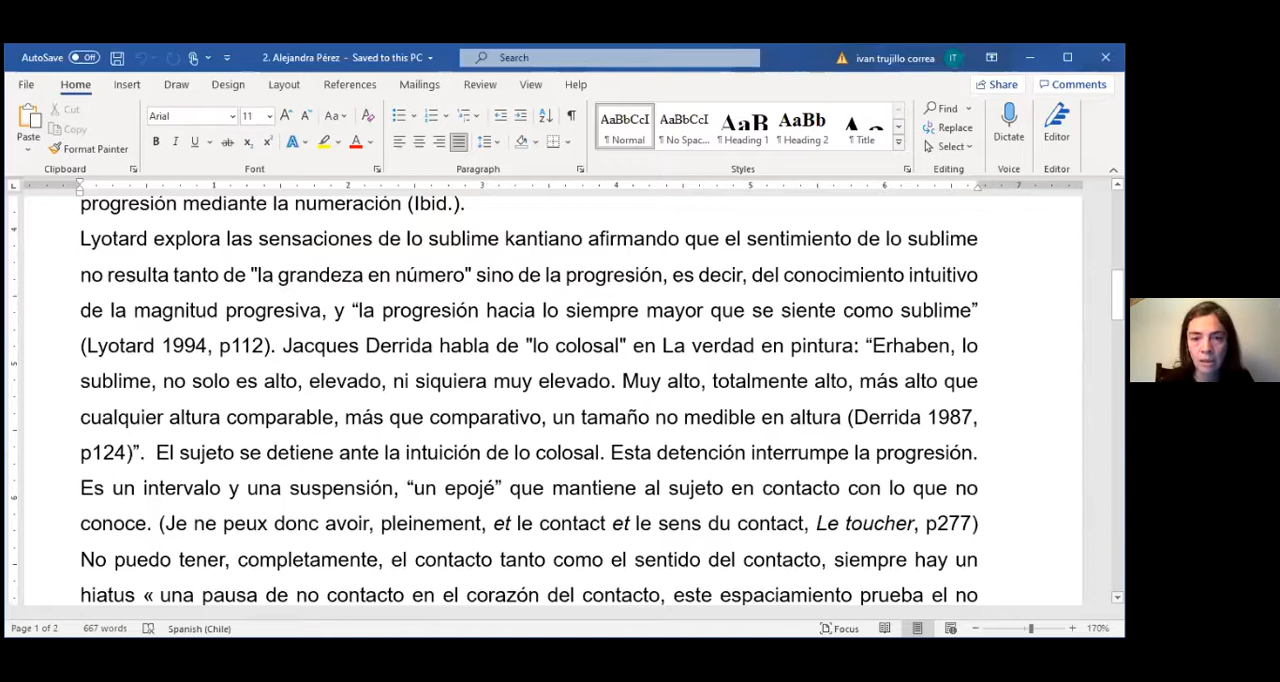 AutoSave Off 2. Alejandra Pérez - Saved to this PC Search ivan trujillo correa IT
File Home Insert Draw Design Layout References Mailings Review View Help Share Comments
Paste Cut Copy Format Painter Clipboard
Arial 11 Aa B I U ab x₂ x² A A Font
Paragraph
AaBbCcI Normal AaBbCcI No Spac... AaB Heading 1 AaBb Heading 2 Title Styles
Find Replace Select Editing
Dictate Voice
Editor Editor
L 1 2 3 4 5 6 7
progresión mediante la numeración (Ibid.).
Lyotard explora las sensaciones de lo sublime kantiano afirmando que el sentimiento de lo sublime
no resulta tanto de "la grandeza en número" sino de la progresión, es decir, del conocimiento intuitivo
de la magnitud progresiva, y “la progresión hacia lo siempre mayor que se siente como sublime”
(Lyotard 1994, p112). Jacques Derrida habla de "lo colosal" en La verdad en pintura: “Erhaben, lo
sublime, no solo es alto, elevado, ni siquiera muy elevado. Muy alto, totalmente alto, más alto que
cualquier altura comparable, más que comparativo, un tamaño no medible en altura (Derrida 1987,
p124)”. El sujeto se detiene ante la intuición de lo colosal. Esta detención interrumpe la progresión.
Es un intervalo y una suspensión, “un epojé” que mantiene al sujeto en contacto con lo que no
conoce. (Je ne peux donc avoir, pleinement, et le contact et le sens du contact, Le toucher, p277)
No puedo tener, completamente, el contacto tanto como el sentido del contacto, siempre hay un
hiatus « una pausa de no contacto en el corazón del contacto, este espaciamiento prueba el no
Page 1 of 2 667 words Spanish (Chile) Focus 170%